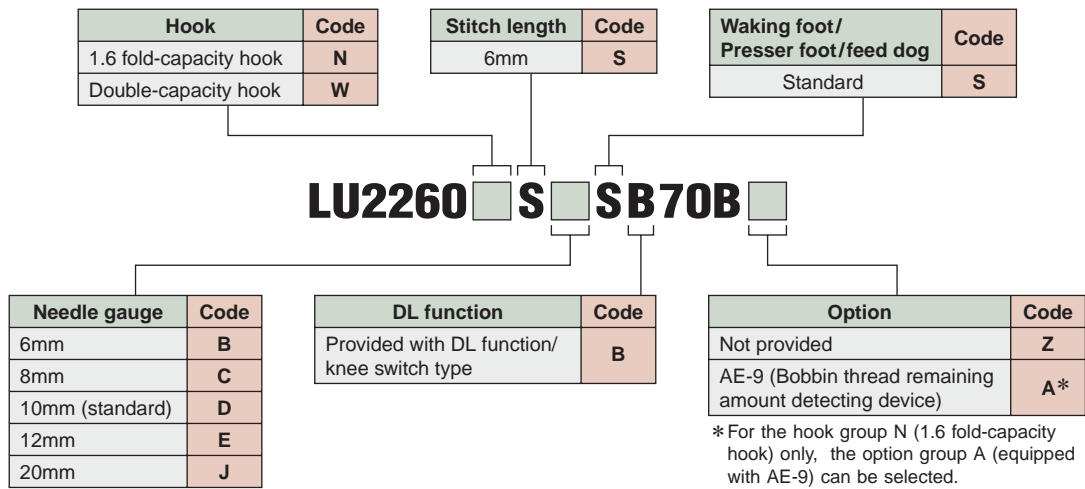 Hook Code
1.6 fold-capacity hook N
Double-capacity hook W
Stitch length Code
6mm S
Waking foot/
Presser foot/feed dog Code
Standard S
LU2260 S SB70B
Needle gauge Code
6mm B
8mm C
10mm (standard) D
12mm E
20mm J
DL function Code
Provided with DL function/
knee switch type B
Option Code
Not provided Z
AE-9 (Bobbin thread remaining
amount detecting device) A*
* For the hook group N (1.6 fold-capacity
hook) only, the option group A (equipped
with AE-9) can be selected.